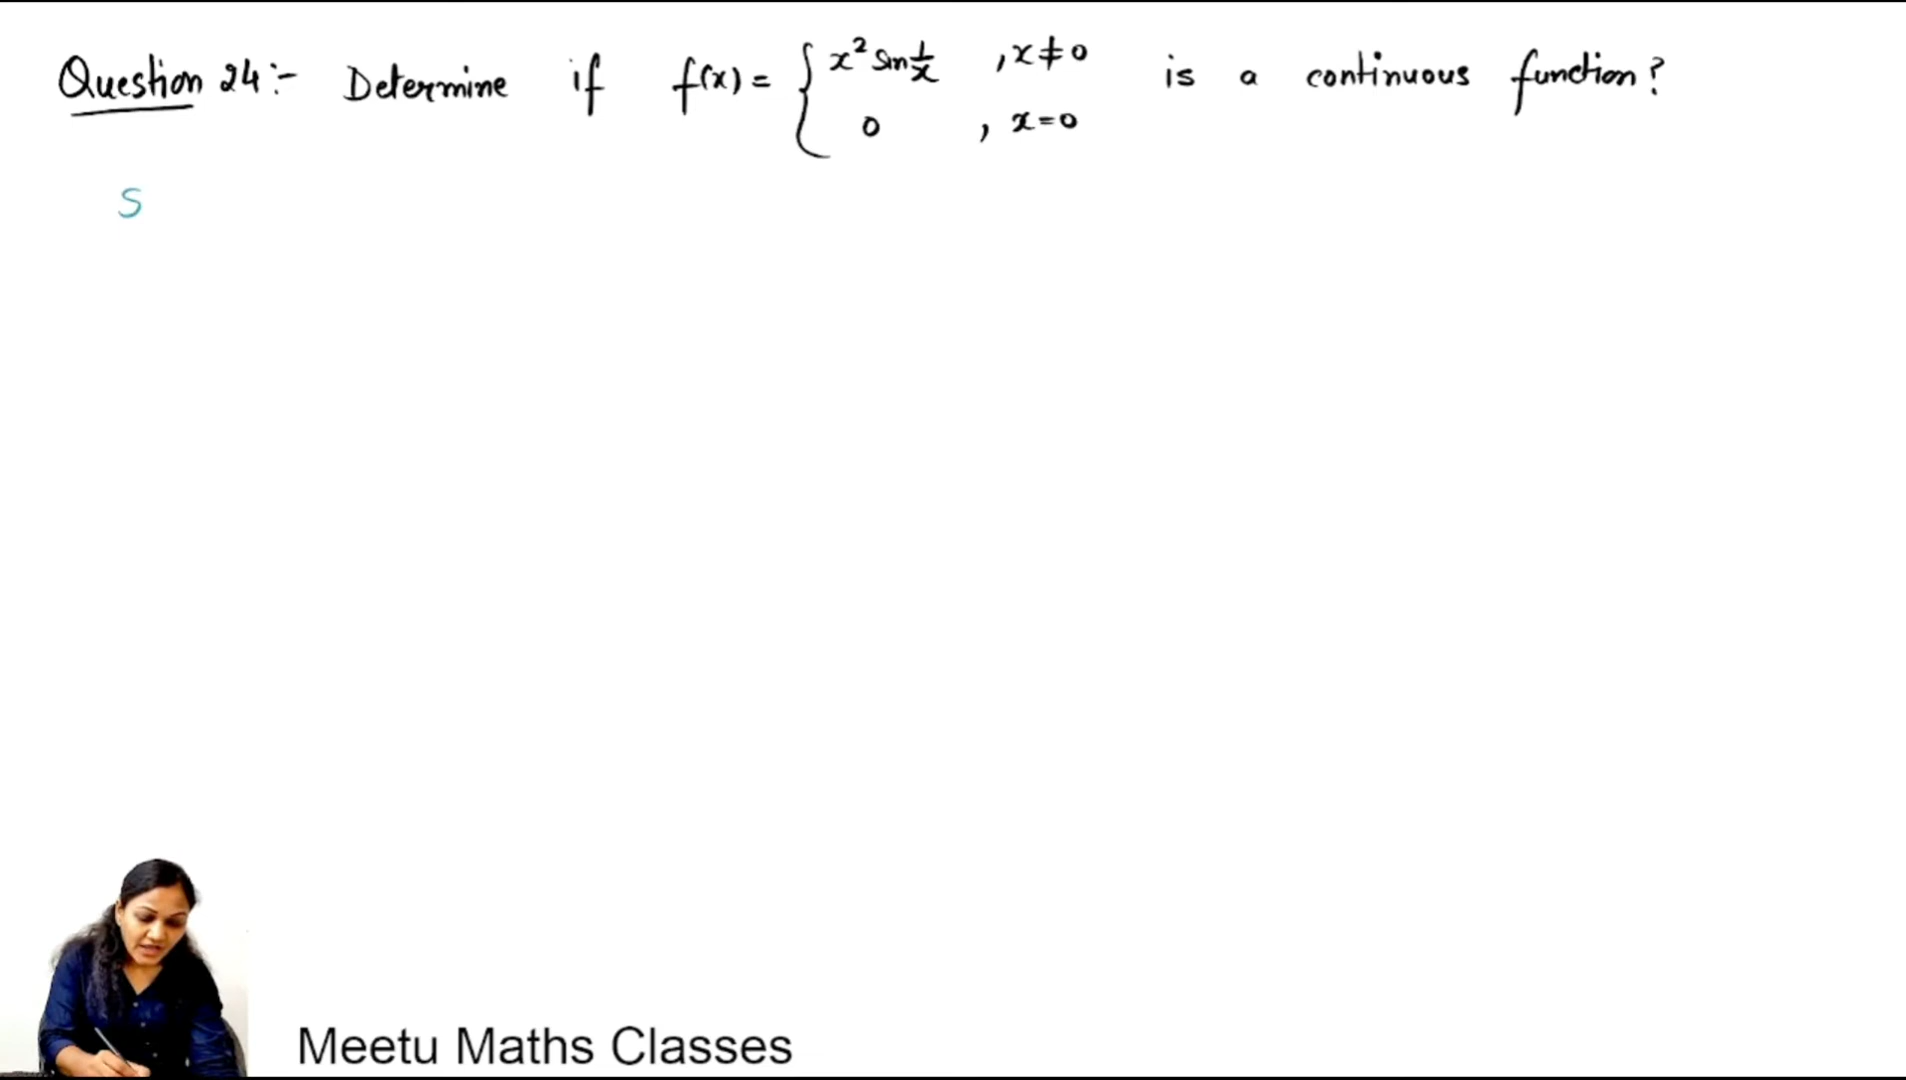 Question 24:- Determine if f(x) = { x² sin 1/x , x≠0 is a continuous function?
0 , x=0
S
Meetu Maths Classes